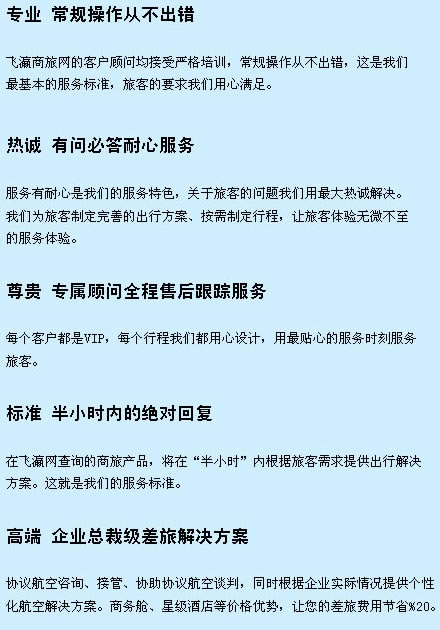 专业 常规操作从不出错
飞瀛商旅网的客户顾问均接受严格培训，常规操作从不出错，这是我们
最基本的服务标准，旅客的要求我们用心满足。
热诚 有问必答耐心服务
服务有耐心是我们的服务特色，关于旅客的问题我们用最大热诚解决。
我们为旅客制定完善的出行方案、按需制定行程，让旅客体验无微不至
的服务体验。
尊贵 专属顾问全程售后跟踪服务
每个客户都是VIP，每个行程我们都用心设计，用最贴心的服务时刻服务
旅客。
标准 半小时内的绝对回复
在飞瀛网查询的商旅产品，将在“半小时”内根据旅客需求提供出行解决
方案。这就是我们的服务标准。
高端 企业总裁级差旅解决方案
协议航空咨询、接管、协助协议航空谈判，同时根据企业实际情况提供个性
化航空解决方案。商务舱、星级酒店等价格优势，让您的差旅费用节省%20。